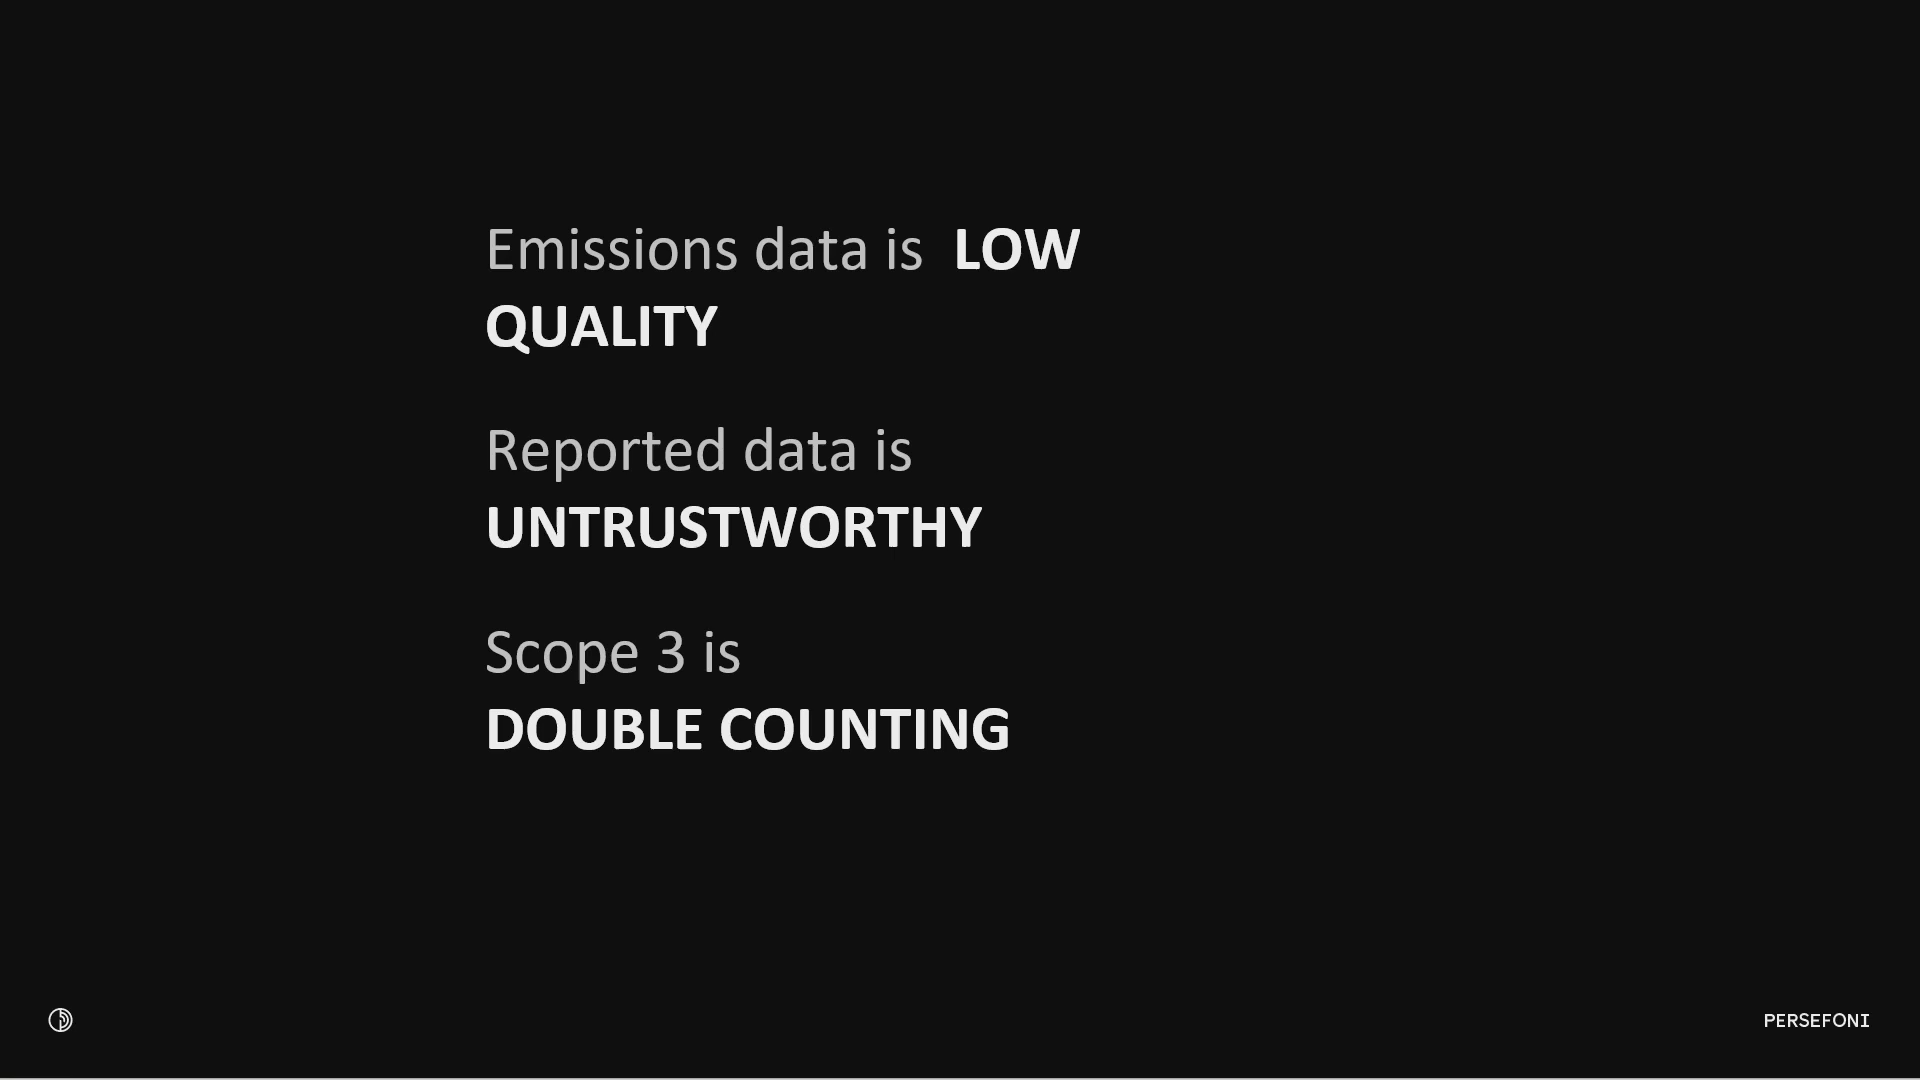 Emissions data is  LOW
QUALITY
Reported data is
UNTRUSTWORTHY
Scope 3 is
DOUBLE COUNTING
PERSEFONI